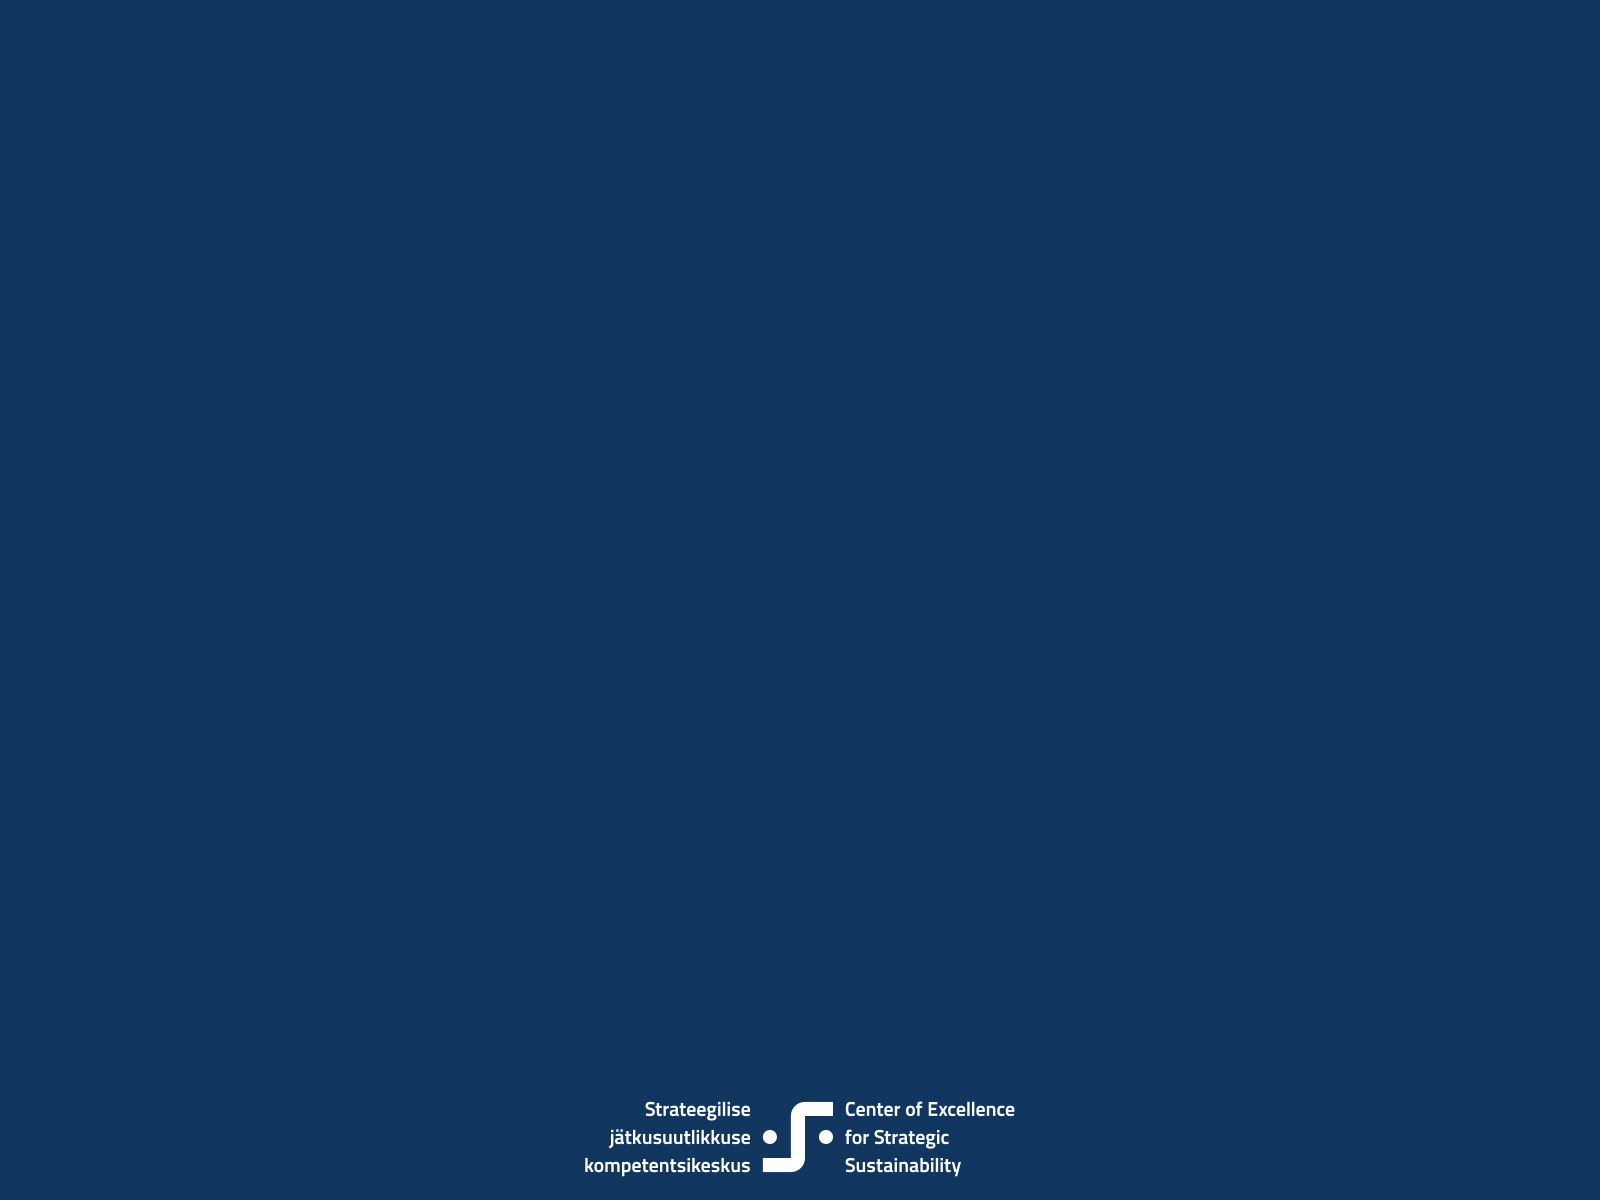 Strateegilise
jätkusuutlikkuse
kompetentsikeskus
Center of Excellence
for Strategic
Sustainability